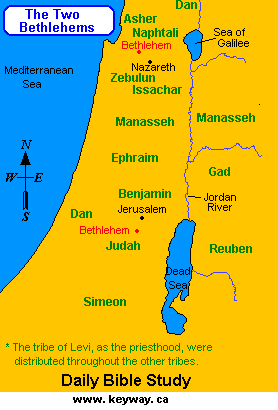 The Two
Bethlehems
Dan
Asher
Naphtali
Bethlehem
Sea of
Galilee
Nazareth
Mediterranean
Sea
Zebulun
Issachar
Manasseh
Manasseh
N
W E
S
Ephraim
Gad
Benjamin
Jordan
River
Dan
Jerusalem
Bethlehem
Judah
Reuben
Dead
Sea
Simeon
* The tribe of Levi, as the priesthood, were
distributed throughout the other tribes.
Daily Bible Study
www.keyway.ca